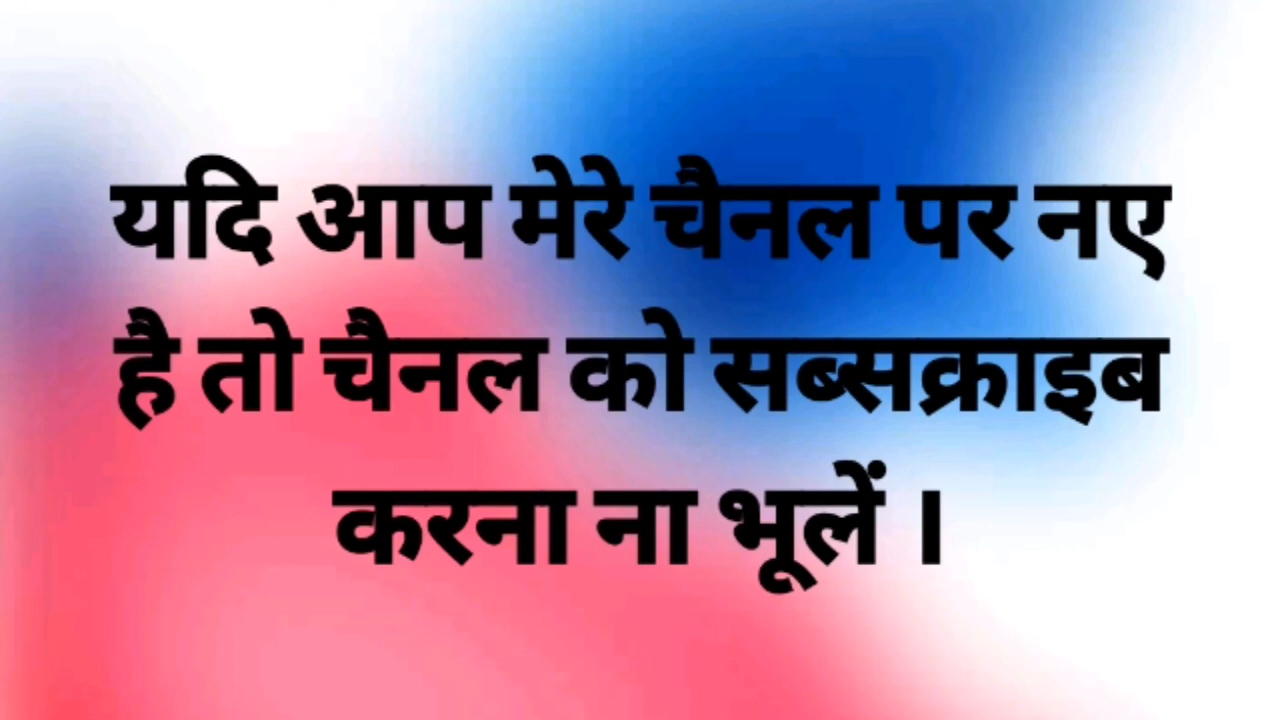 यदि आप मेरे चैनल पर नए
है तो चैनल को सब्सक्राइब
करना ना भूलें ।